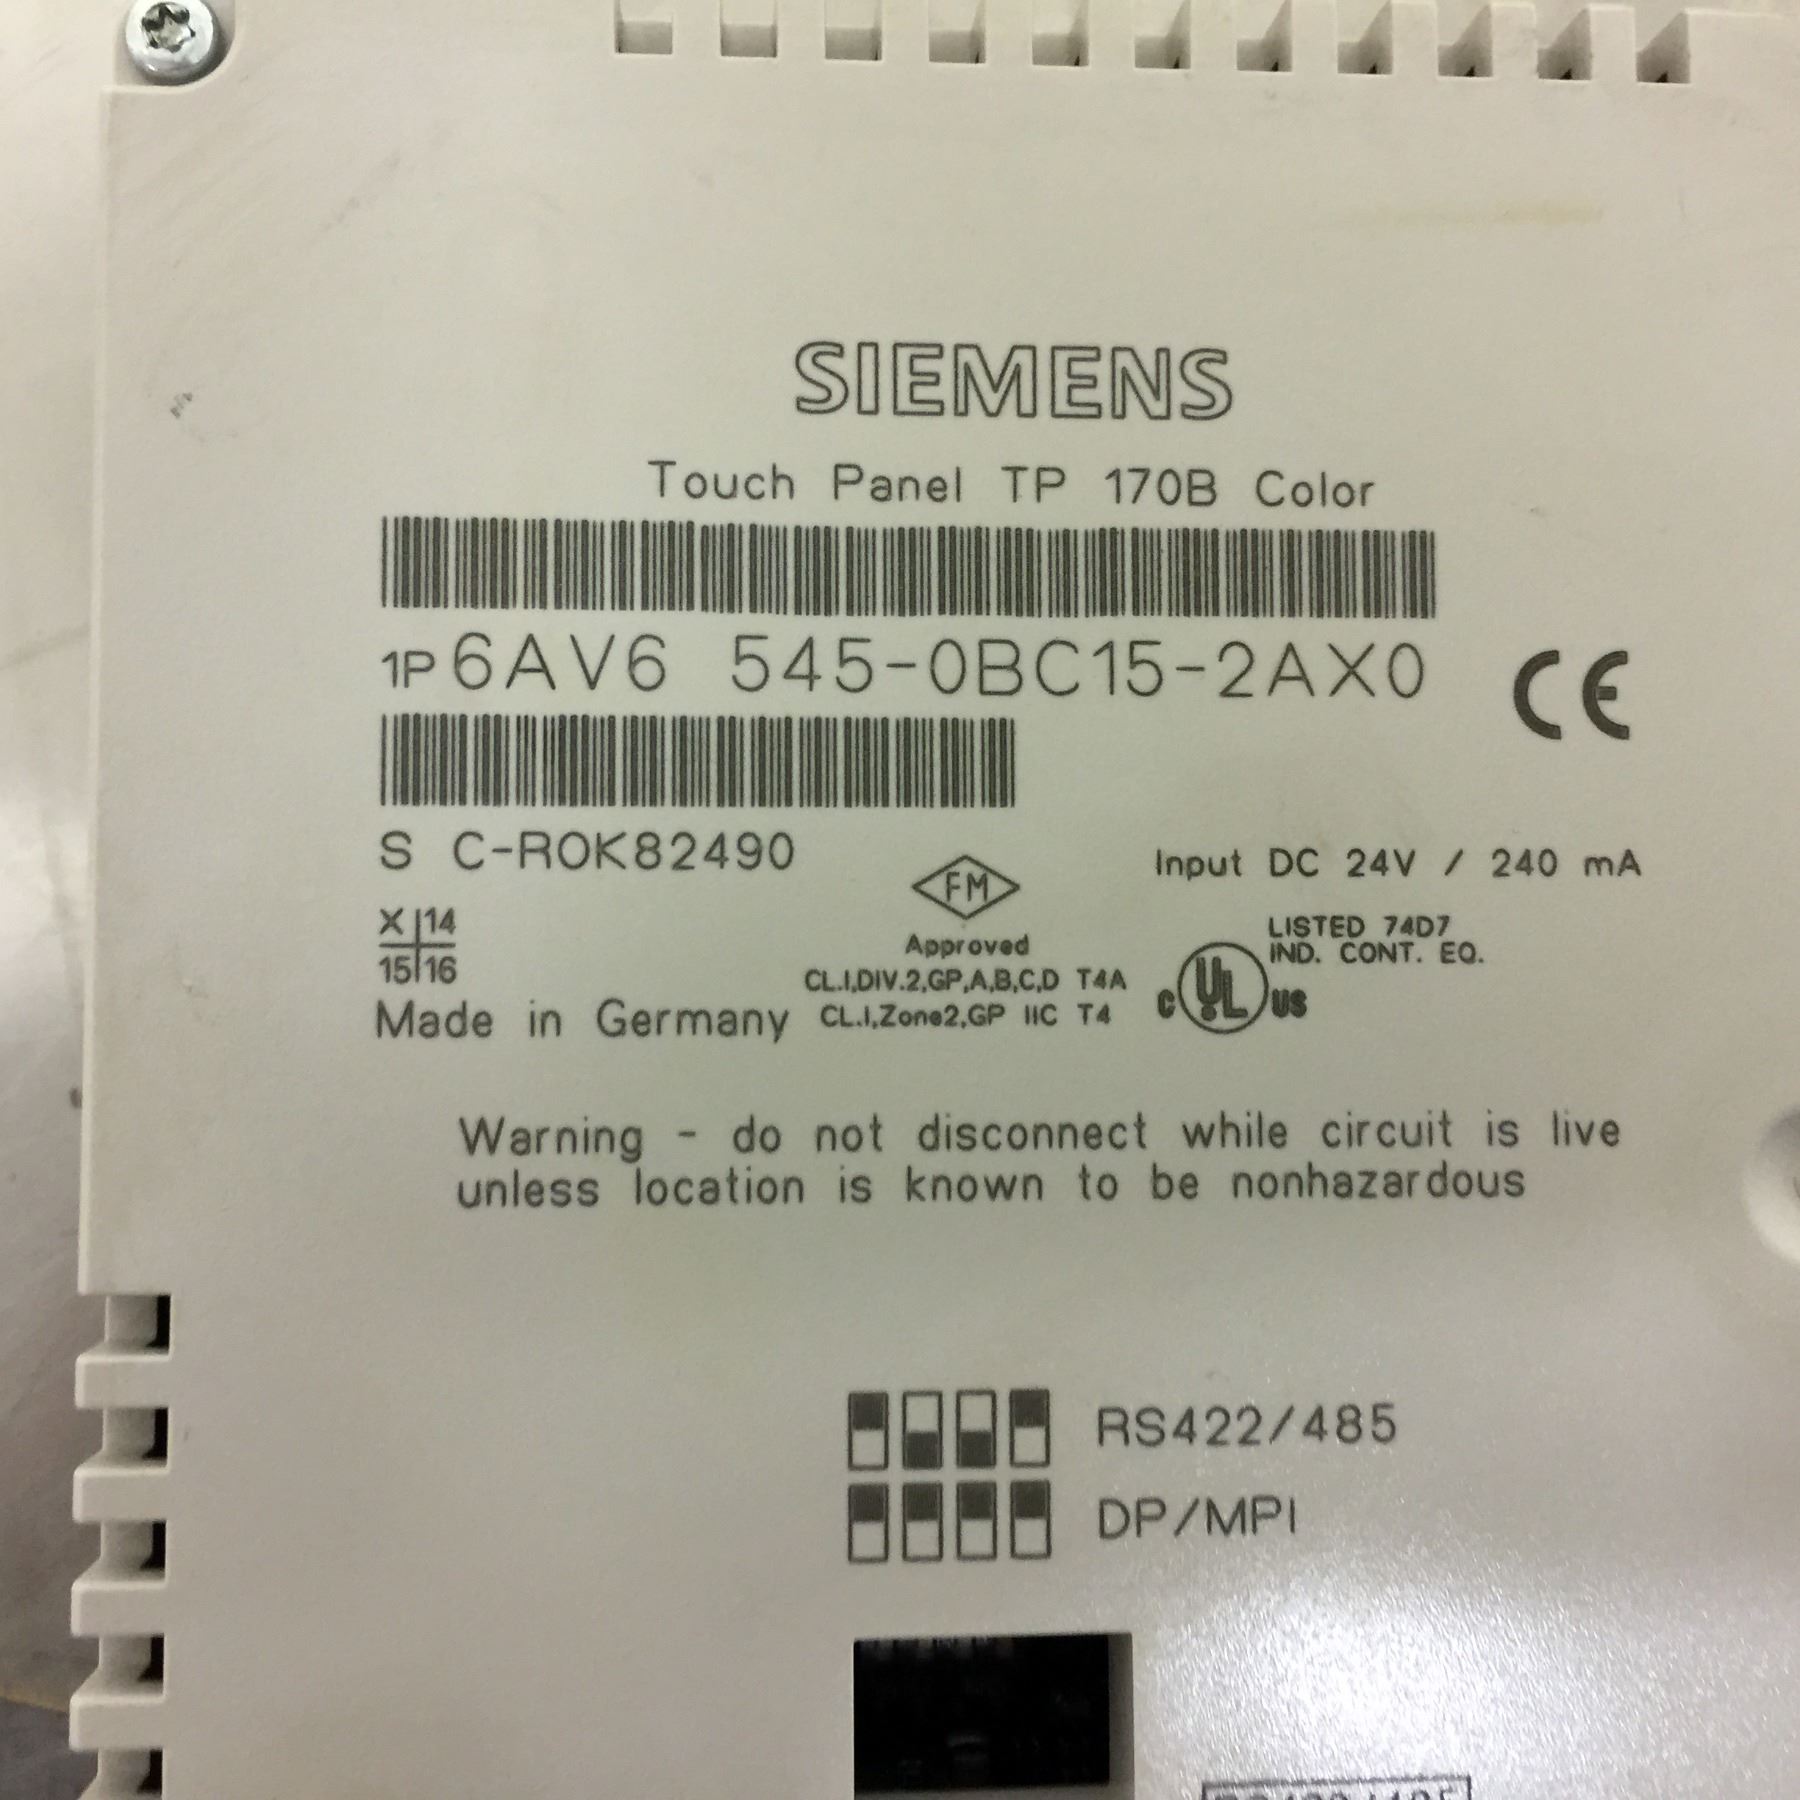 SIEMENS
Touch Panel TP 170B Color
1P 6AV6 545-0BC15-2AX0
CE
S C-R0K82490
Input DC 24V / 240 mA
FM
X 14
15 16
Approved
LISTED 74D7
IND. CONT. EQ.
CL.I,DIV.2,GP,A,B,C,D T4A
C UL US
Made in Germany
CL.I,Zone2,GP IIC T4
Warning - do not disconnect while circuit is live
unless location is known to be nonhazardous
RS422/485
DP/MPI